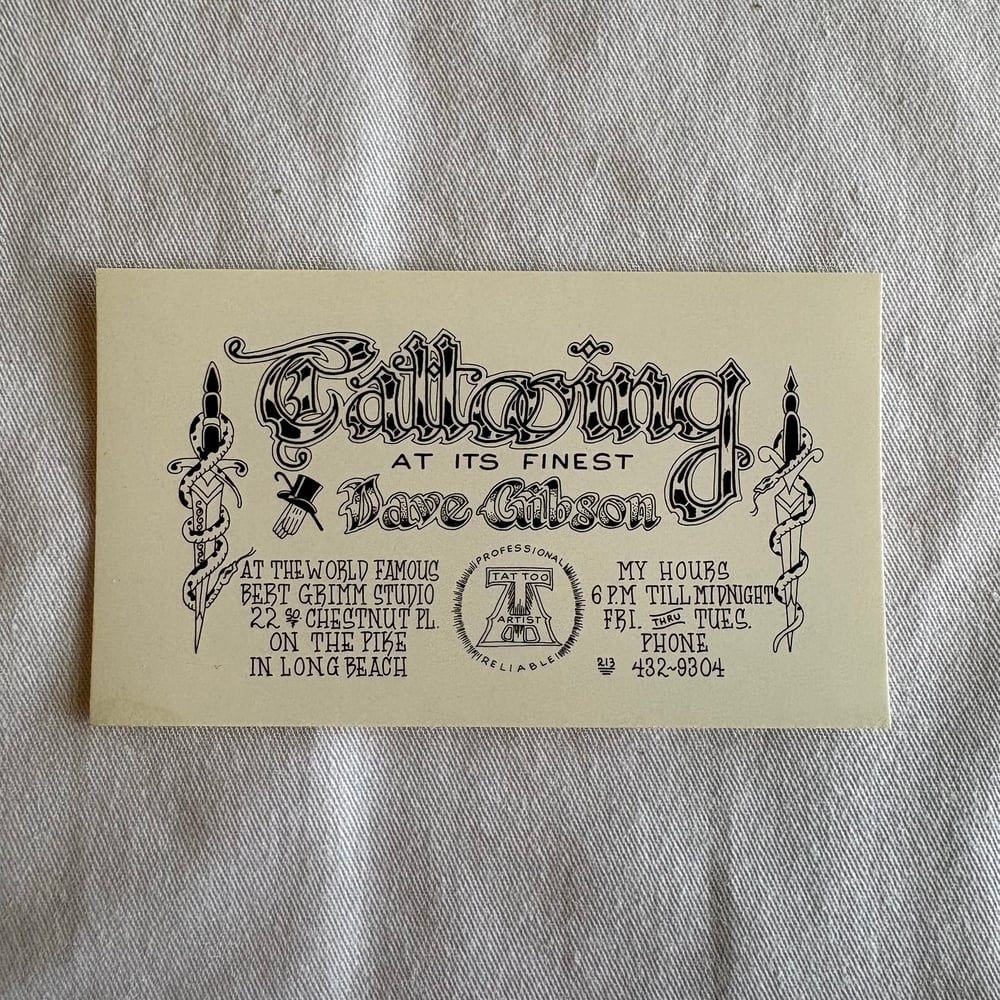 Tattooing
AT ITS FINEST
Dave Gibson
AT THE WORLD FAMOUS
BERT GRIMM STUDIO
22 SO CHESTNUT PL.
ON THE PIKE
IN LONG BEACH
PROFESSIONAL
TATTOO
ARTIST
RELIABLE
MY HOURS
6 PM TILL MIDNIGHT
FRI. THRU TUES.
PHONE
213 432~9304